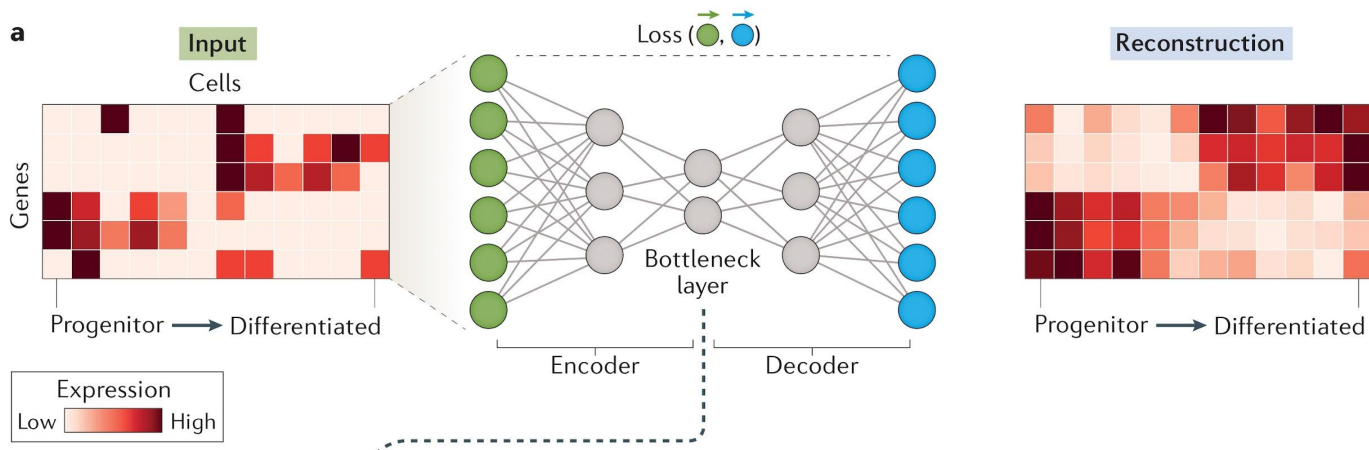 a
Input
Cells
Genes
Progenitor → Differentiated
Expression
Low High
Loss ( , )
Bottleneck
layer
Encoder
Decoder
Reconstruction
Progenitor → Differentiated